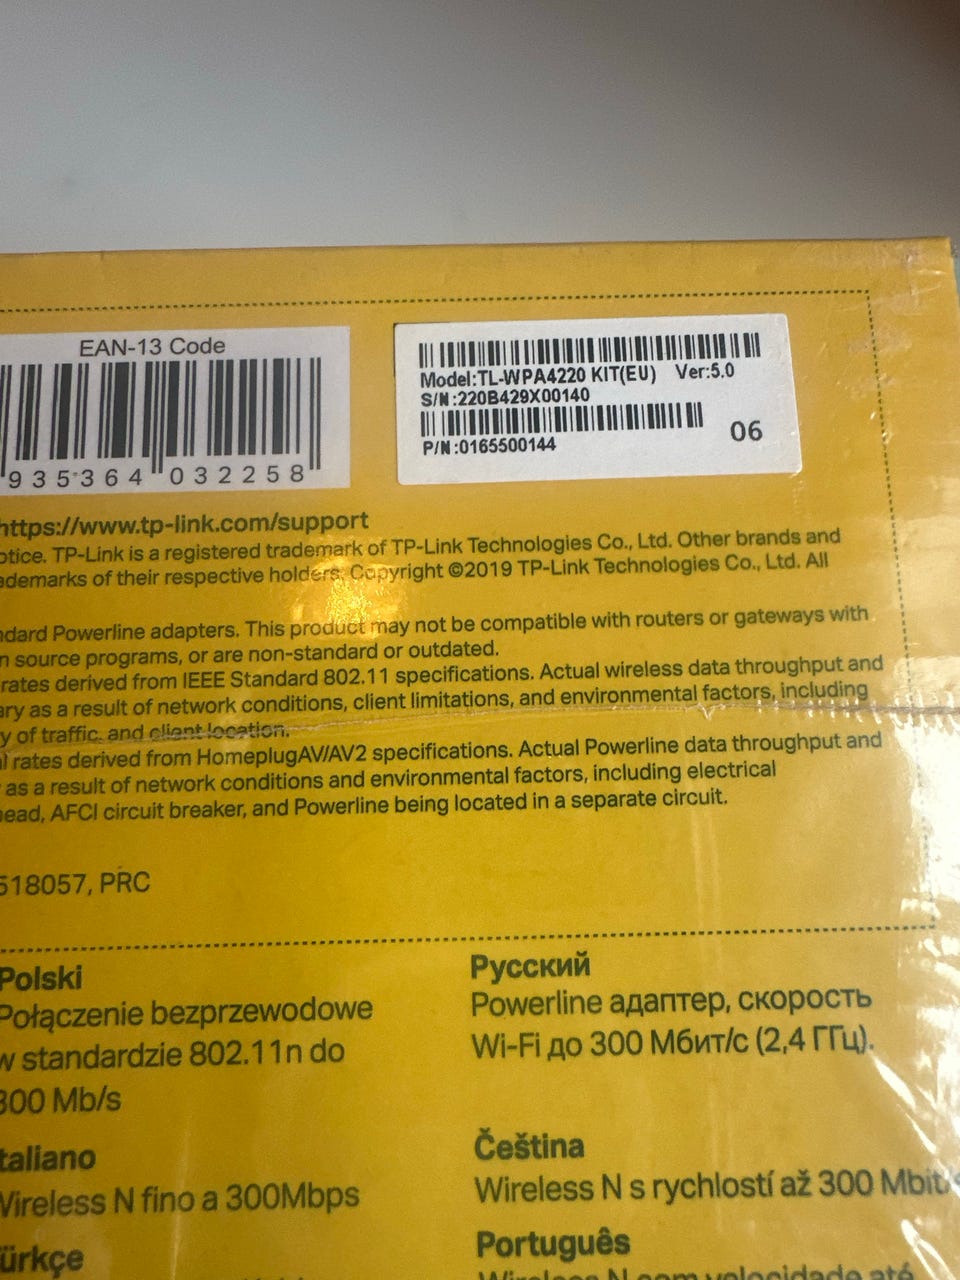 EAN-13 Code
935364 032258
Model:TL-WPA4220 KIT(EU) Ver:5.0
S/N:220B429X00140
P/N:0165500144
06
https://www.tp-link.com/support
otice. TP-Link is a registered trademark of TP-Link Technologies Co., Ltd. Other brands and
ademarks of their respective holders. Copyright ©2019 TP-Link Technologies Co., Ltd. All
ndard Powerline adapters. This product may not be compatible with routers or gateways with
n source programs, or are non-standard or outdated.
rates derived from IEEE Standard 802.11 specifications. Actual wireless data throughput and
ary as a result of network conditions, client limitations, and environmental factors, including
y of traffic, and client location.
l rates derived from HomeplugAV/AV2 specifications. Actual Powerline data throughput and
as a result of network conditions and environmental factors, including electrical
ead, AFCI circuit breaker, and Powerline being located in a separate circuit.
518057, PRC
Polski
Połączenie bezprzewodowe
w standardzie 802.11n do
300 Mb/s
Русский
Powerline адаптер, скорость
Wi-Fi до 300 Мбит/с (2,4 ГГц).
taliano
Wireless N fino a 300Mbps
Čeština
Wireless N s rychlostí až 300 Mbit/s
ürkçe
Português
Wireless N com velocidade até